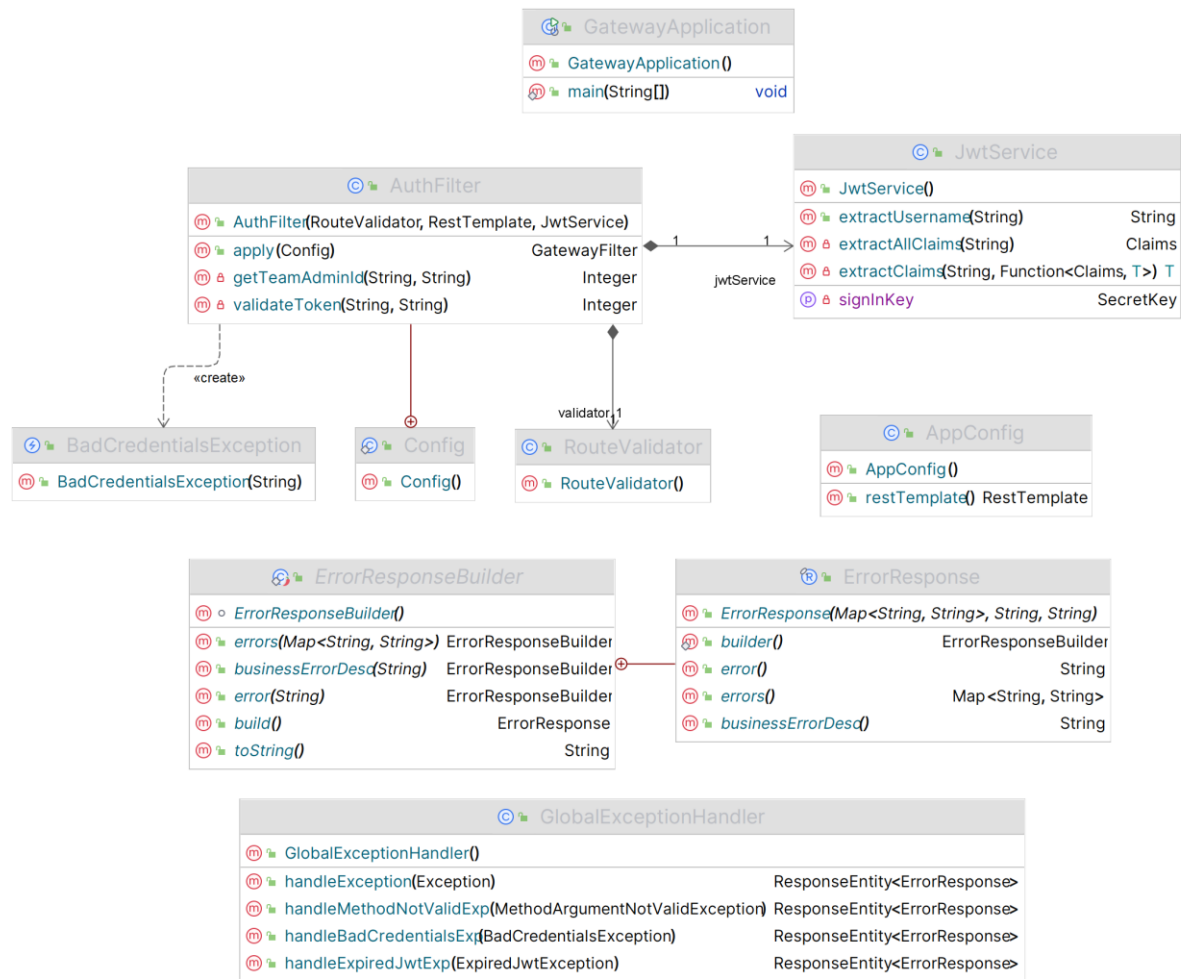 GatewayApplication
GatewayApplication()
main(String[]) void
JwtService
JwtService()
extractUsername(String) String
extractAllClaims(String) Claims
extractClaims(String, Function<Claims, T>) T
signInKey SecretKey
AuthFilter
AuthFilter(RouteValidator, RestTemplate, JwtService)
apply(Config) GatewayFilter
getTeamAdminId(String, String) Integer
validateToken(String, String) Integer
1 1
jwtService
«create»
validator 1
BadCredentialsException
BadCredentialsException(String)
Config
Config()
RouteValidator
RouteValidator()
AppConfig
AppConfig()
restTemplate() RestTemplate
ErrorResponseBuilder
ErrorResponseBuilder()
errors(Map<String, String>) ErrorResponseBuilder
businessErrorDesc(String) ErrorResponseBuilder
error(String) ErrorResponseBuilder
build() ErrorResponse
toString() String
ErrorResponse
ErrorResponse(Map<String, String>, String, String)
builder() ErrorResponseBuilder
error() String
errors() Map<String, String>
businessErrorDesc() String
GlobalExceptionHandler
GlobalExceptionHandler()
handleException(Exception) ResponseEntity<ErrorResponse>
handleMethodNotValidExp(MethodArgumentNotValidException) ResponseEntity<ErrorResponse>
handleBadCredentialsExp(BadCredentialsException) ResponseEntity<ErrorResponse>
handleExpiredJwtExp(ExpiredJwtException) ResponseEntity<ErrorResponse>